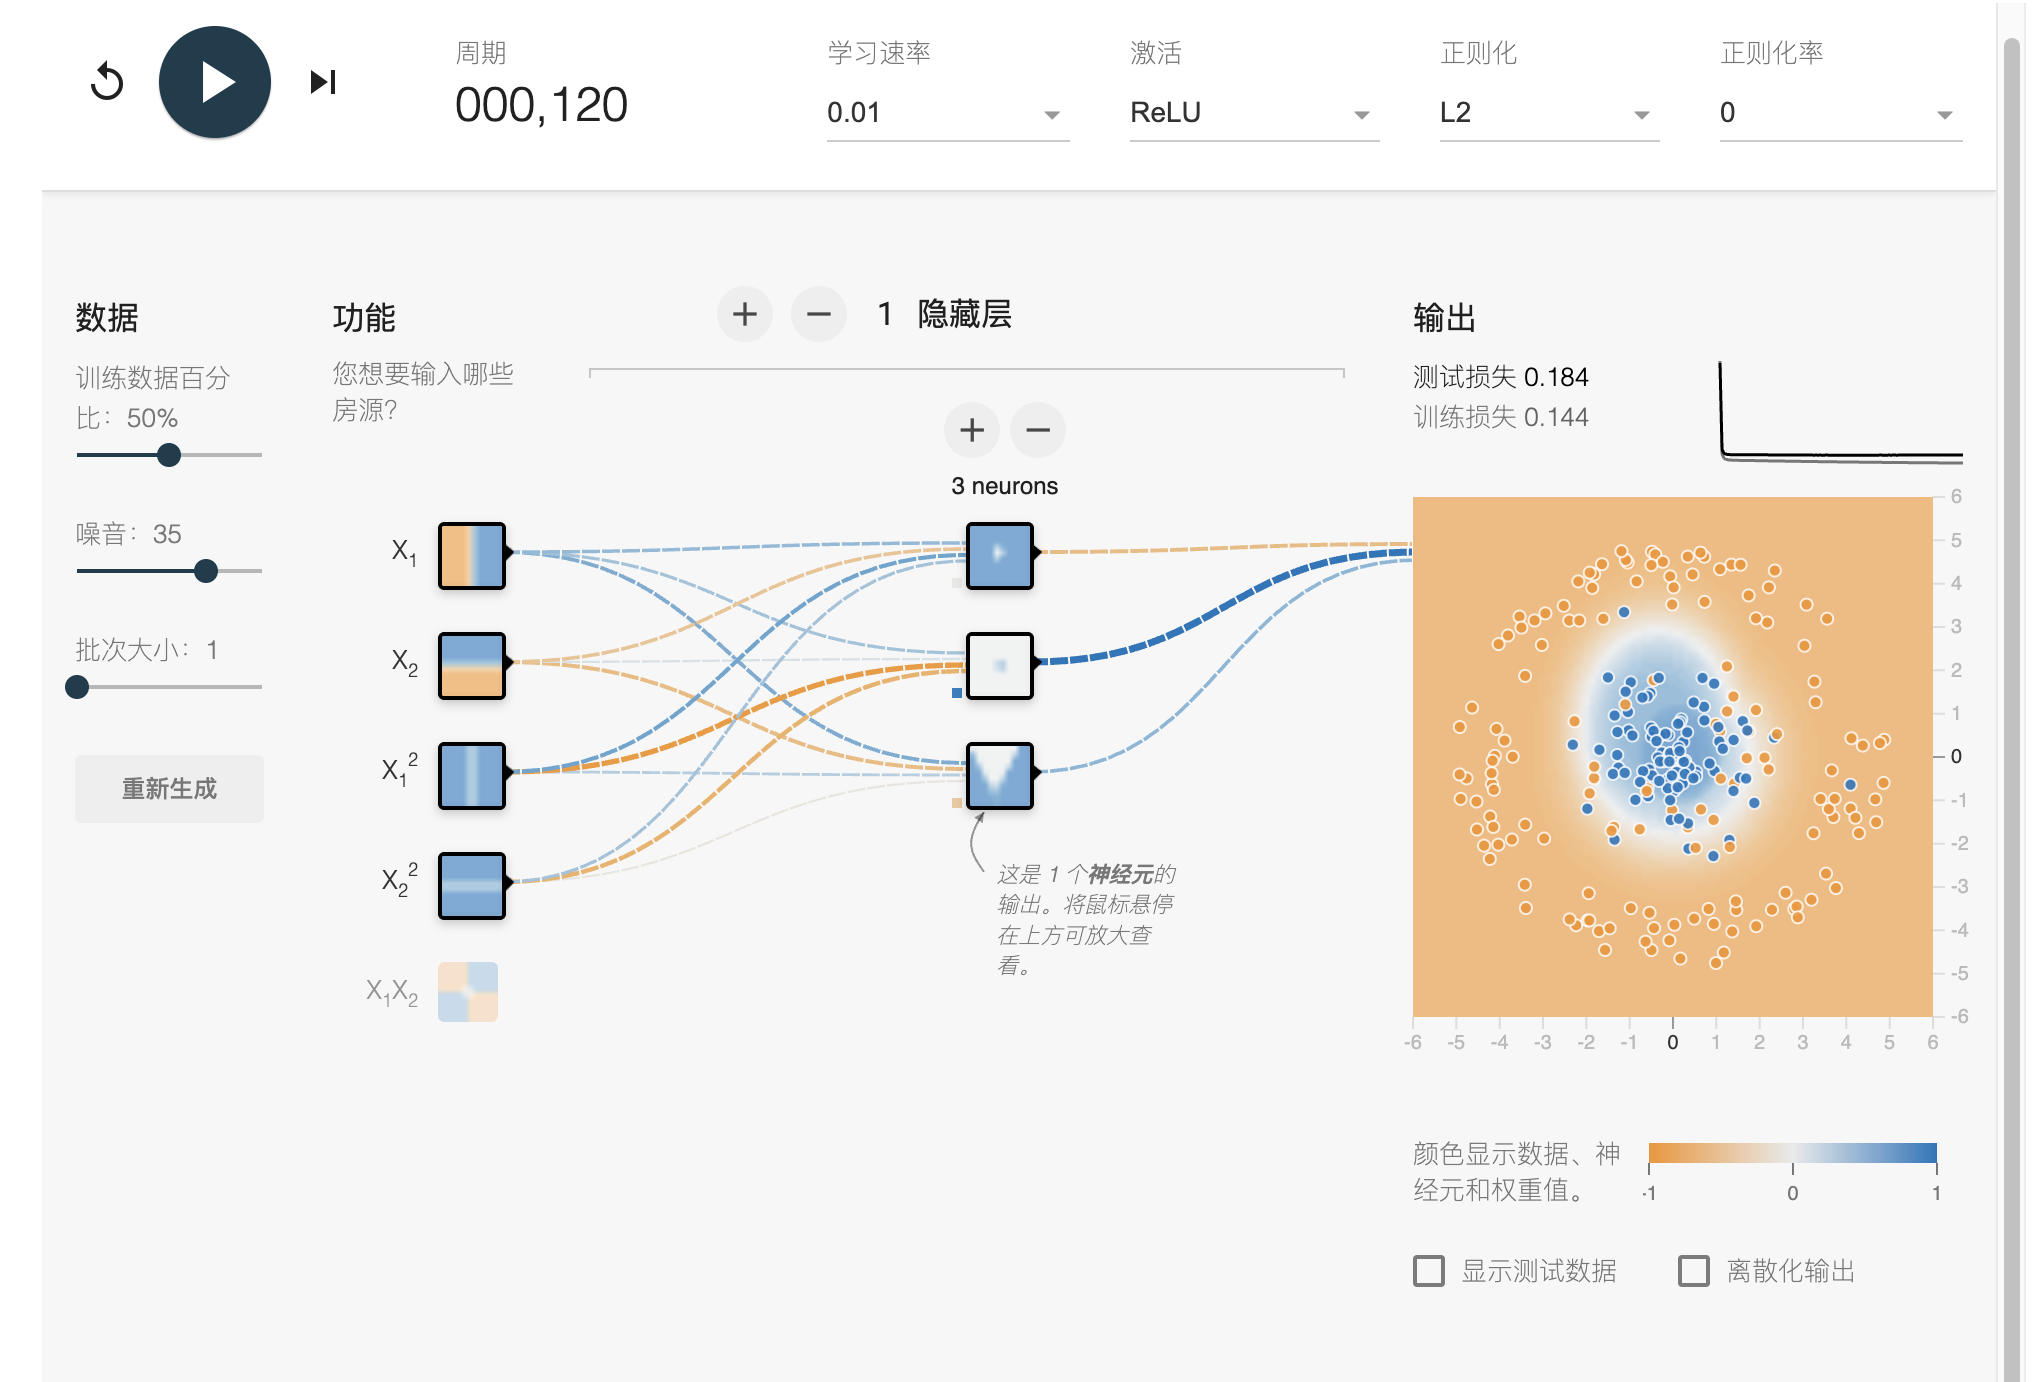 周期
000,120
学习速率
0.01
激活
ReLU
正则化
L2
正则化率
0
数据
训练数据百分
比：50%
噪音：35
批次大小：1
重新生成
功能
您想要输入哪些
房源？
X1
X2
X1²
X2²
X1X2
1 隐藏层
3 neurons
这是 1 个神经元的
输出。将鼠标悬停
在上方可放大查
看。
输出
测试损失 0.184
训练损失 0.144
6
5
4
3
2
1
0
-1
-2
-3
-4
-5
-6
-6 -5 -4 -3 -2 -1 0 1 2 3 4 5 6
颜色显示数据、神
经元和权重值。
-1 0 1
显示测试数据
离散化输出